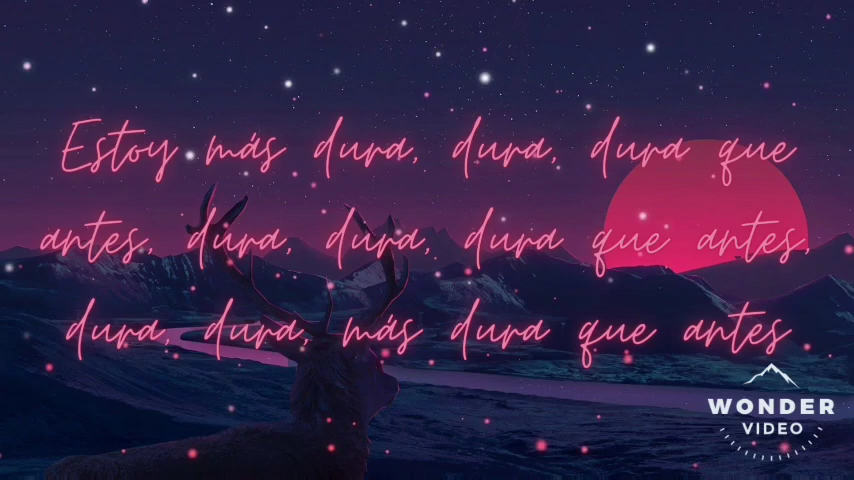 Estoy más dura, dura, dura que
antes, dura, dura, dura que antes,
dura, dura, más dura que antes
WONDER
VIDEO